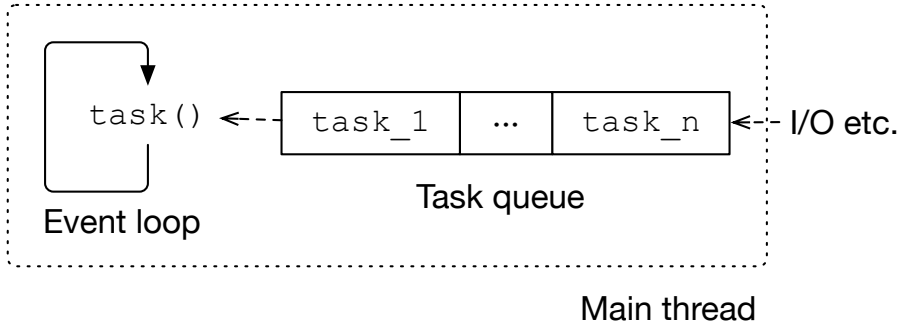 task()
task_1 ... task_n
I/O etc.
Task queue
Event loop
Main thread